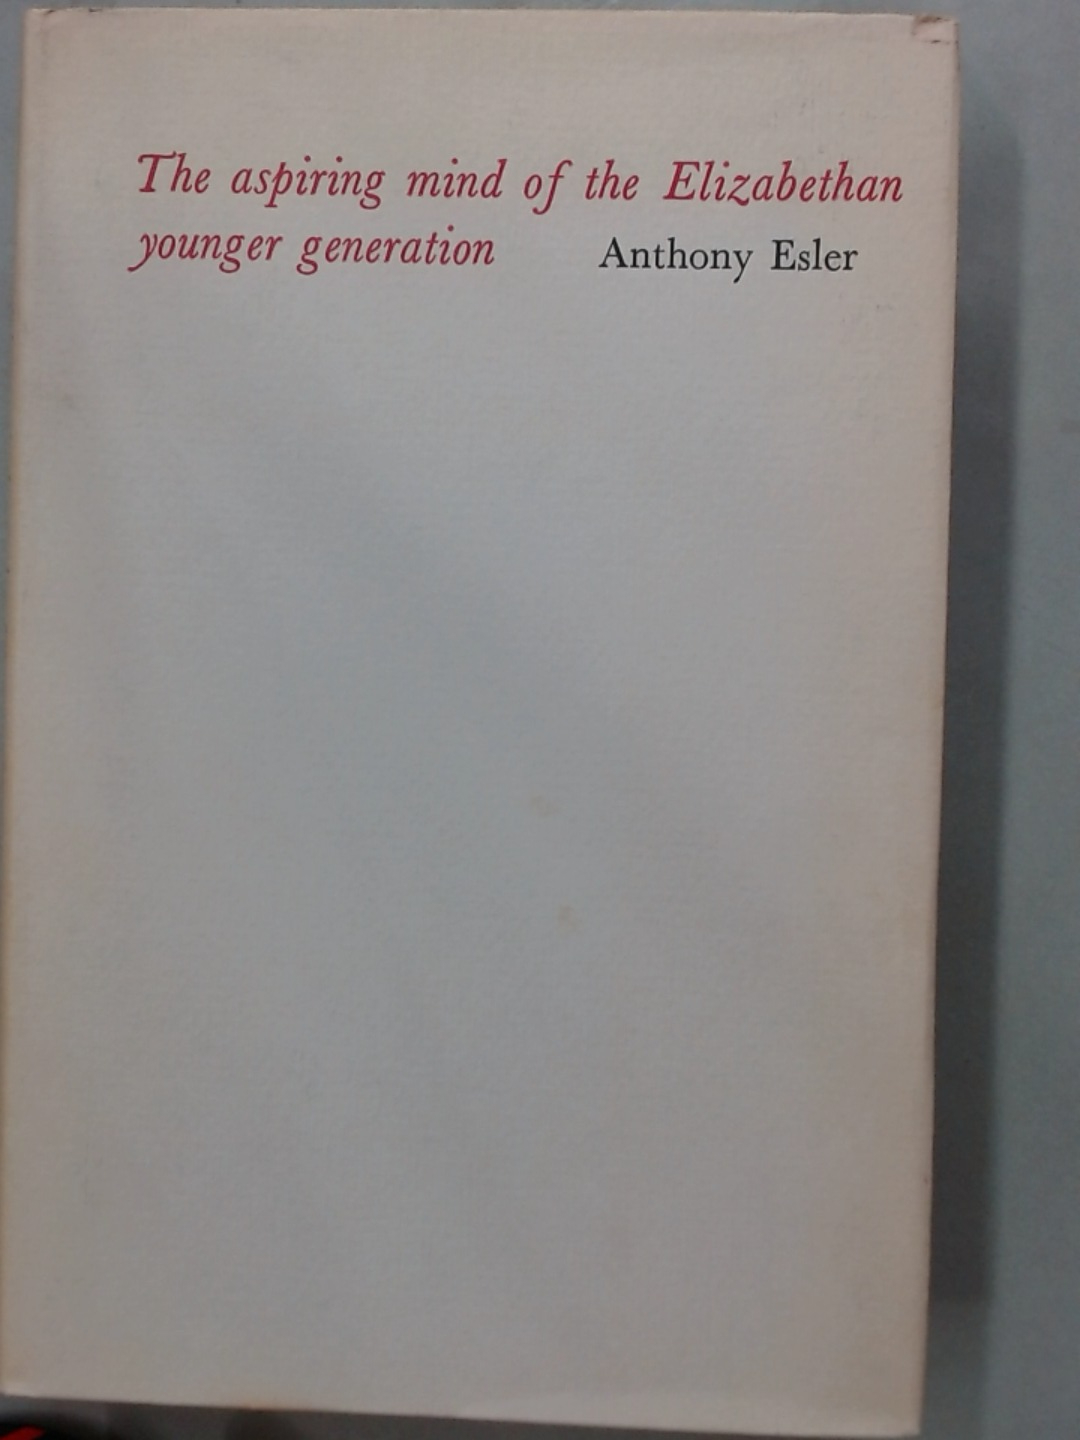 The aspiring mind of the Elizabethan
younger generation Anthony Esler